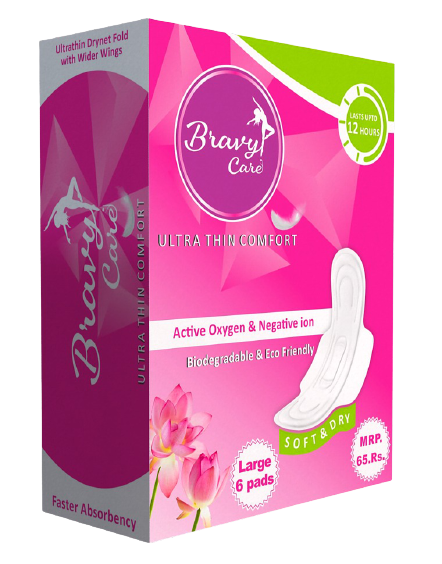 Ultrathin Drynet Fold
with Wider Wings
Bravy
Care
ULTRA THIN COMFORT
Faster Absorbency
Bravy
Care
ULTRA THIN COMFORT
LASTS UPTO
12 HOURS
Active Oxygen & Negative ion
Biodegradable & Eco Friendly
SOFT & DRY
Large
6 pads
MRP.
65.Rs.